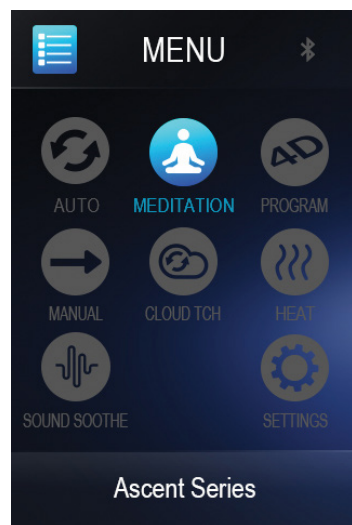 MENU
AUTO MEDITATION 4D PROGRAM
MANUAL CLOUD TCH HEAT
SOUND SOOTHE SETTINGS
Ascent Series